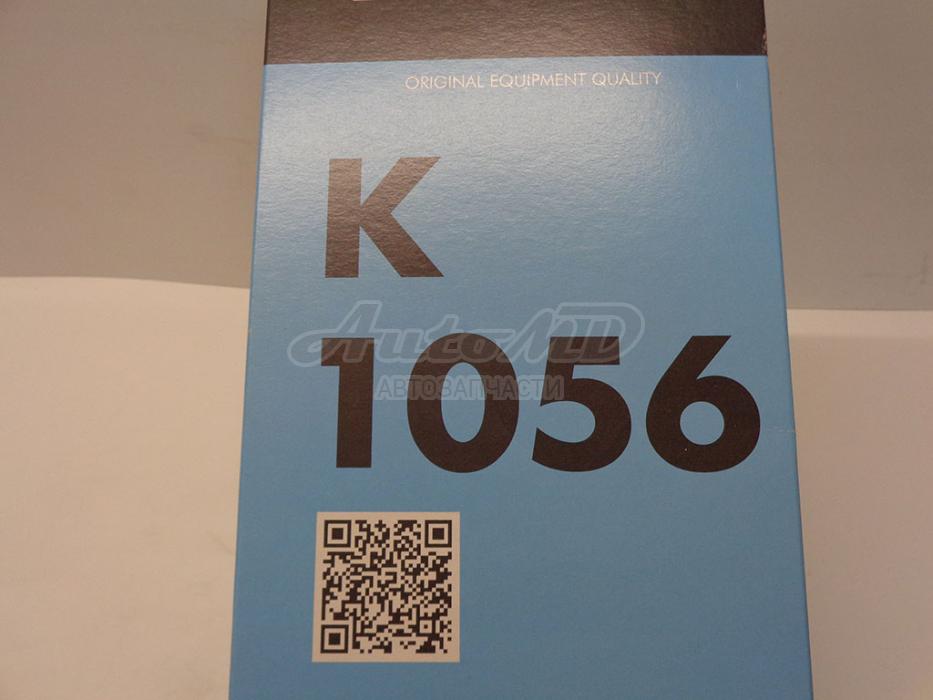 ORIGINAL EQUIPMENT QUALITY
K
AutoMD
1056
АВТОЗАПЧАСТИ